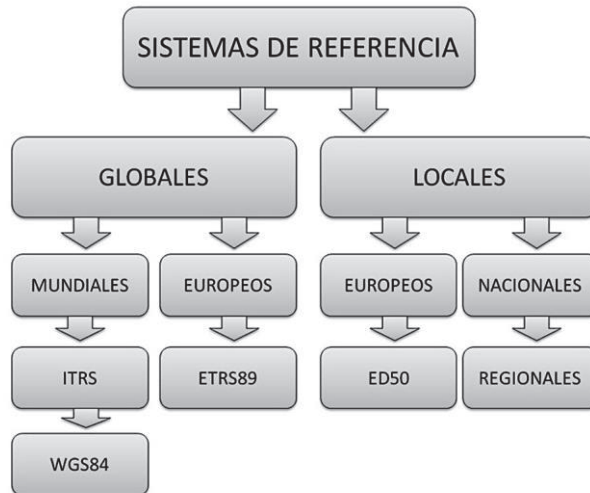 SISTEMAS DE REFERENCIA
GLOBALES
LOCALES
MUNDIALES
EUROPEOS
EUROPEOS
NACIONALES
ITRS
ETRS89
ED50
REGIONALES
WGS84